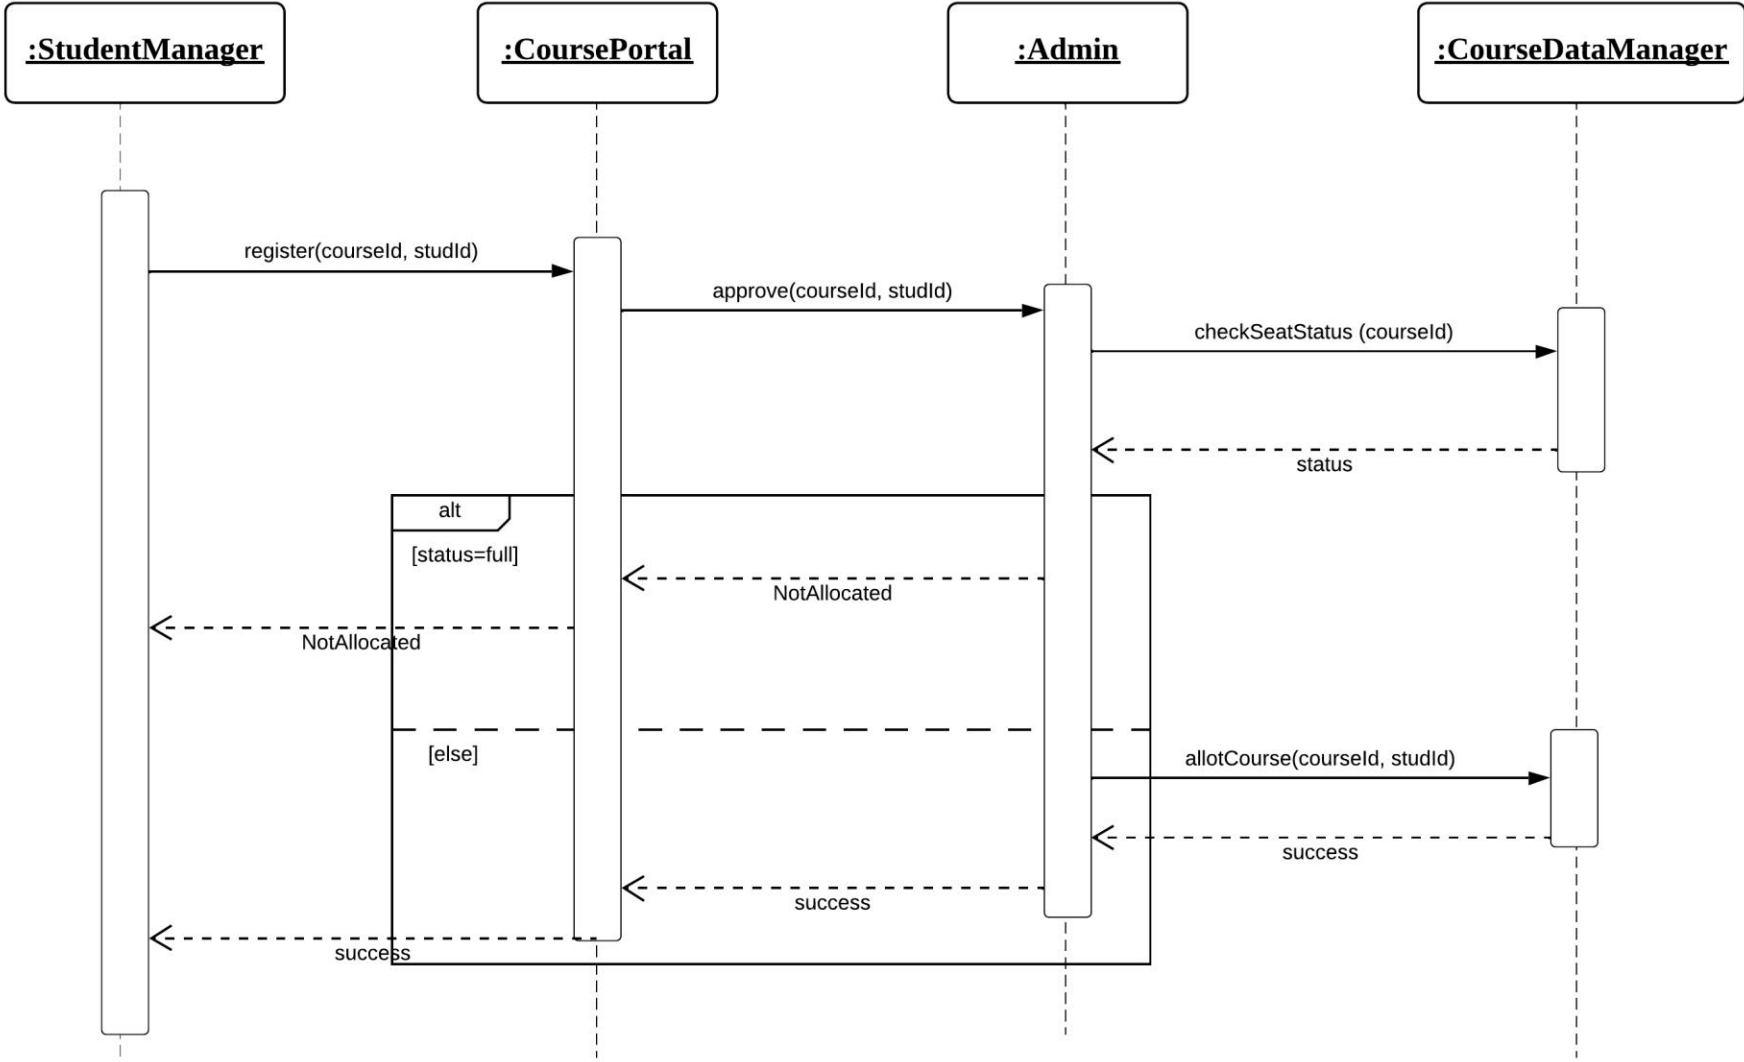 :StudentManager
:CoursePortal
:Admin
:CourseDataManager
register(courseId, studId)
approve(courseId, studId)
checkSeatStatus (courseId)
status
alt
[status=full]
NotAllocated
NotAllocated
[else]
allotCourse(courseId, studId)
success
success
success